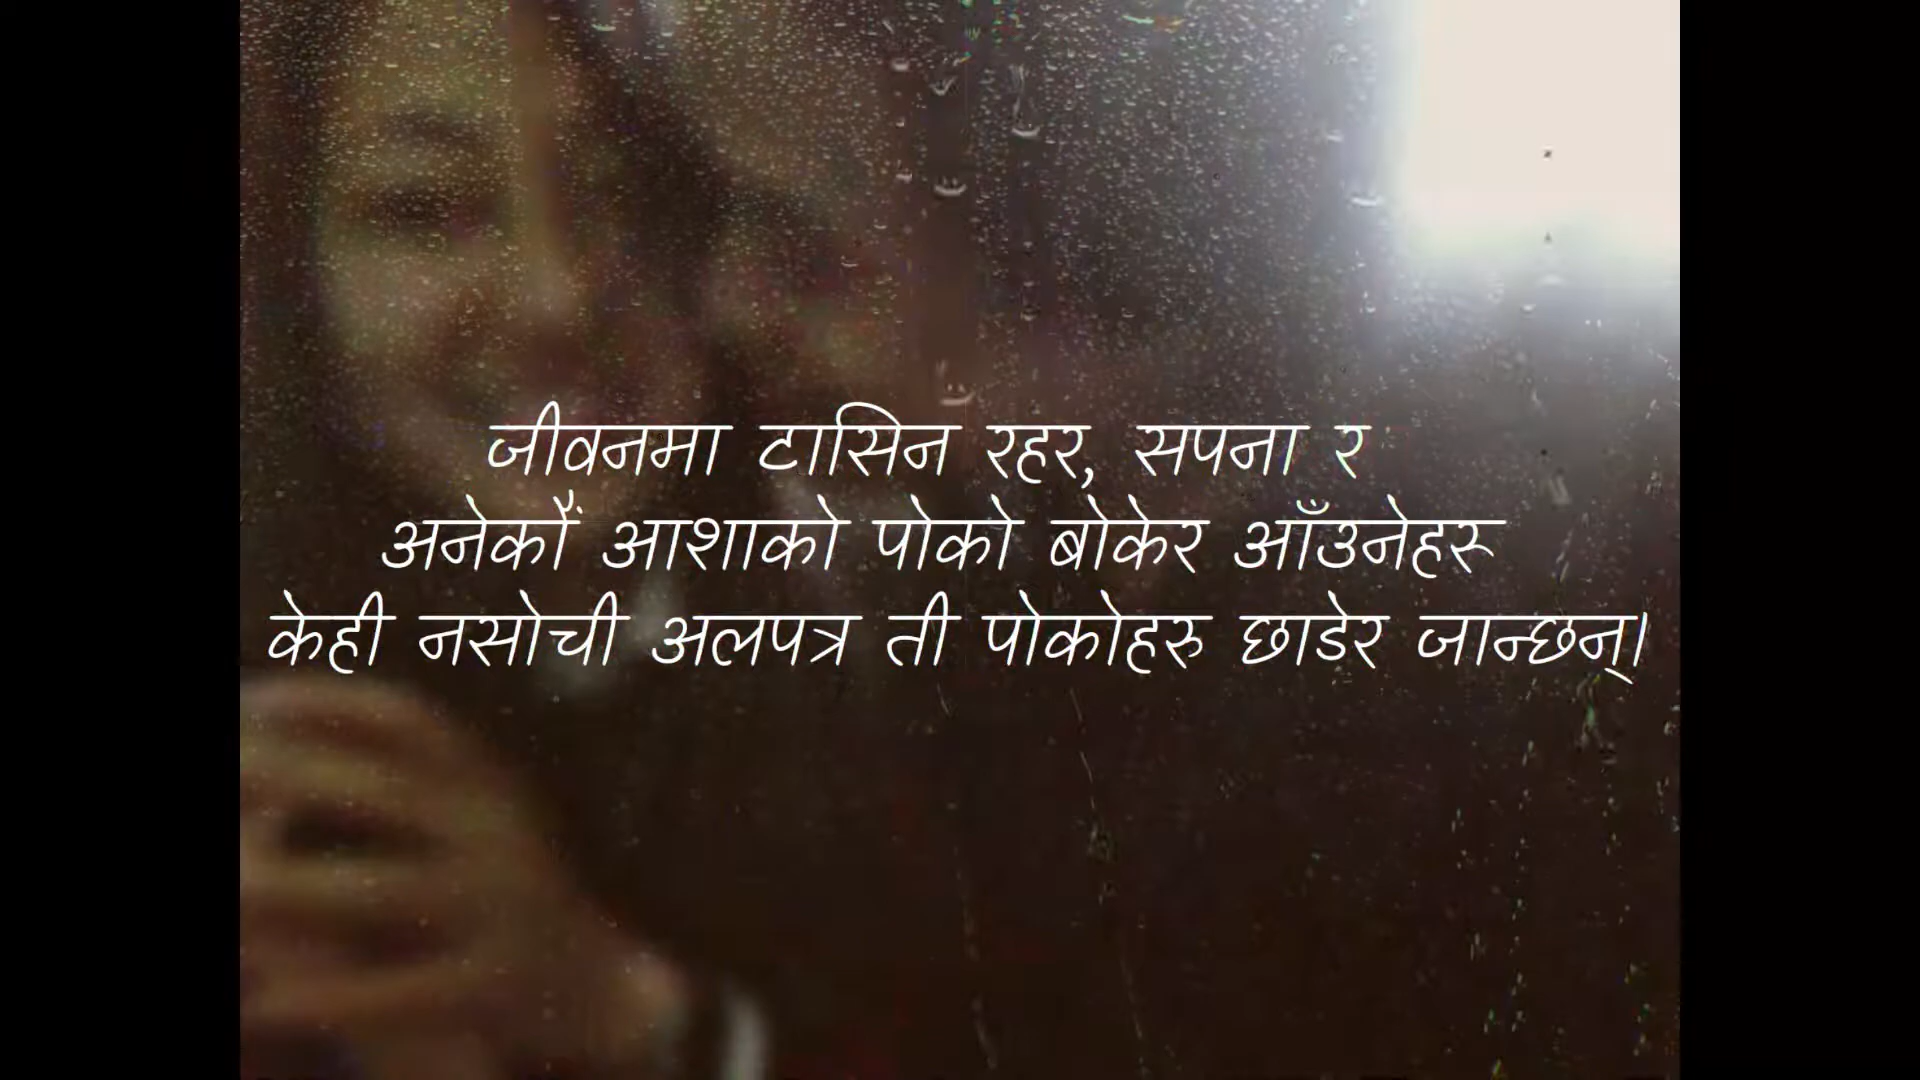 जीवनमा टासिन रहर, सपना र
अनेकौं आशाको पोको बोकेर आँउनेहरू
केही नसोची अलपत्र ती पोकोहरु छाडेर जान्छन्।